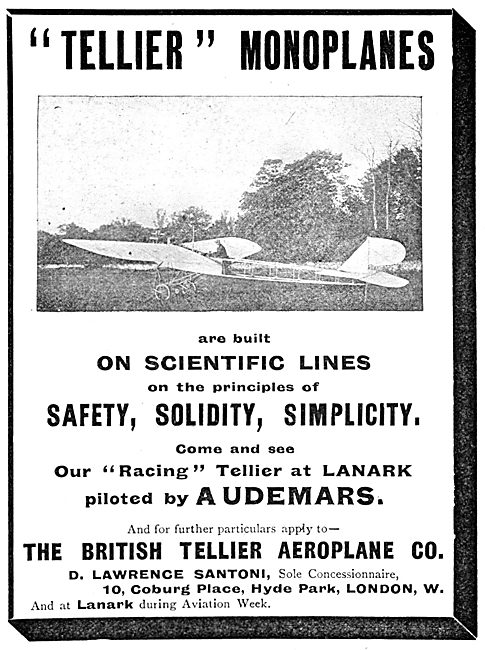 "TELLIER" MONOPLANES
are built
ON SCIENTIFIC LINES
on the principles of
SAFETY, SOLIDITY, SIMPLICITY.
Come and see
Our "Racing" Tellier at LANARK
piloted by AUDEMARS.
And for further particulars apply to—
THE BRITISH TELLIER AEROPLANE CO.
D. LAWRENCE SANTONI, Sole Concessionnaire,
10, Coburg Place, Hyde Park, LONDON, W.
And at Lanark during Aviation Week.